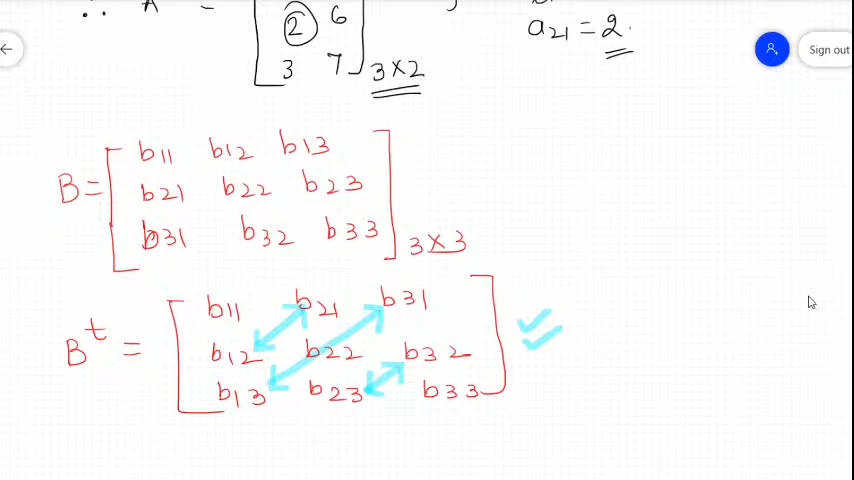 ∴ A = 6
2 a21 = 2.
3 7 3×2
Sign out
b11 b12 b13
B = b21 b22 b23
b31 b32 b33 3×3
b11 b21 b31
Bᵗ = b12 b22 b32
b13 b23 b33